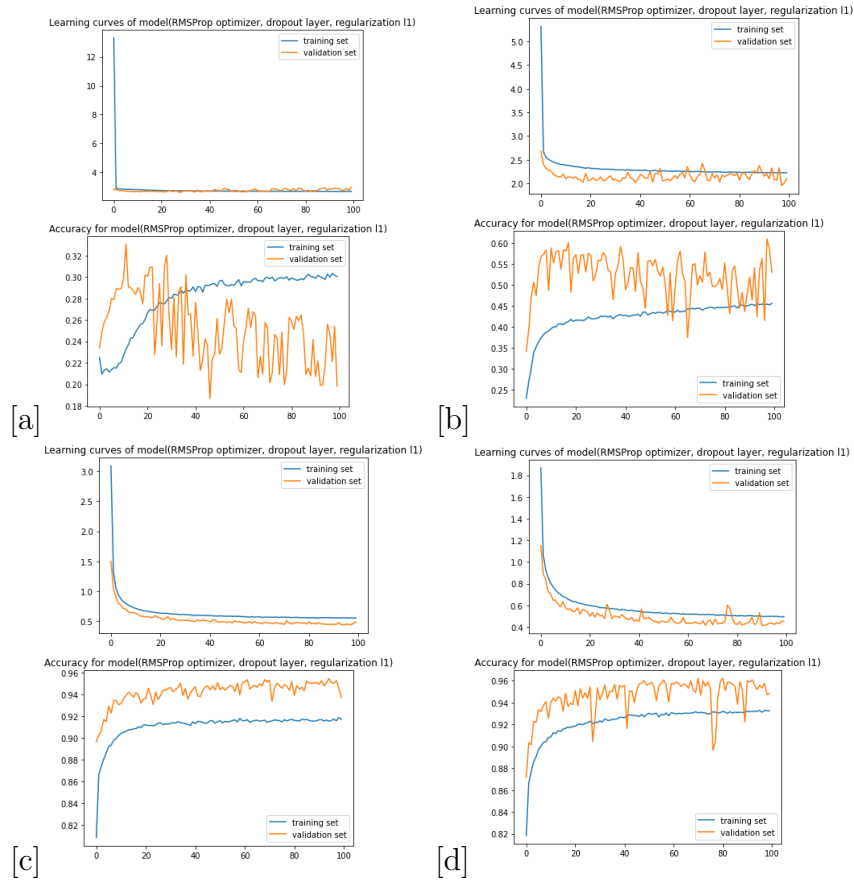 Learning curves of model(RMSProp optimizer, dropout layer, regularization l1)
training set
validation set
12
10
8
6
4
0 20 40 60 80 100
Accuracy for model(RMSProp optimizer, dropout layer, regularization l1)
training set
validation set
0.32
0.30
0.28
0.26
0.24
0.22
0.20
0.18
0 20 40 60 80 100
[a]
Learning curves of model(RMSProp optimizer, dropout layer, regularization l1)
training set
validation set
5.0
4.5
4.0
3.5
3.0
2.5
2.0
0 20 40 60 80 100
Accuracy for model(RMSProp optimizer, dropout layer, regularization l1)
0.60
0.55
0.50
0.45
0.40
0.35
0.30
0.25
training set
validation set
0 20 40 60 80 100
[b]
Learning curves of model(RMSProp optimizer, dropout layer, regularization l1)
training set
validation set
3.0
2.5
2.0
1.5
1.0
0.5
0 20 40 60 80 100
Accuracy for model(RMSProp optimizer, dropout layer, regularization l1)
0.96
0.94
0.92
0.90
0.88
0.86
0.84
0.82
training set
validation set
0 20 40 60 80 100
[c]
Learning curves of model(RMSProp optimizer, dropout layer, regularization l1)
training set
validation set
1.8
1.6
1.4
1.2
1.0
0.8
0.6
0.4
0 20 40 60 80 100
Accuracy for model(RMSProp optimizer, dropout layer, regularization l1)
0.96
0.94
0.92
0.90
0.88
0.86
0.84
0.82
training set
validation set
0 20 40 60 80 100
[d]